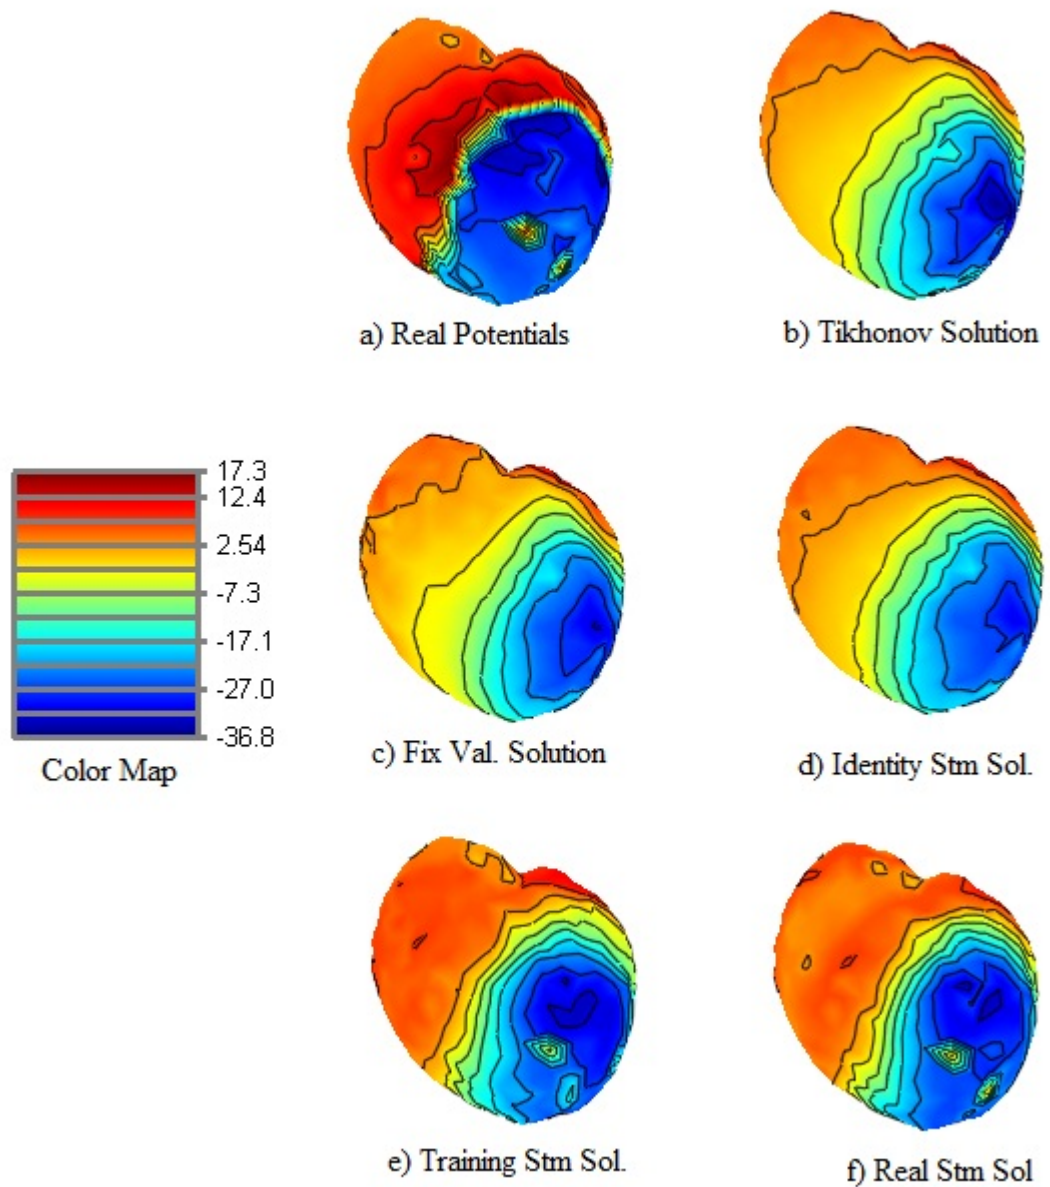 a) Real Potentials
b) Tikhonov Solution
17.3
12.4
2.54
-7.3
-17.1
-27.0
-36.8
Color Map
c) Fix Val. Solution
d) Identity Stm Sol.
e) Training Stm Sol.
f) Real Stm Sol